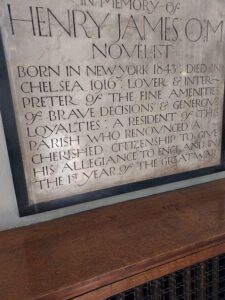 IN MEMORY OF
HENRY JAMES O·M
NOVELIST
BORN IN NEW YORK 1843 : DIED IN
CHELSEA 1916 : LOVER & INTER-
PRETER OF THE FINE AMENITIES
OF BRAVE DECISIONS & GENEROUS
LOYALTIES : A RESIDENT OF THIS
PARISH WHO RENOUNCED A
CHERISHED CITIZENSHIP TO GIVE
HIS ALLEGIANCE TO ENGLAND IN
THE 1ST YEAR OF THE GREAT WAR